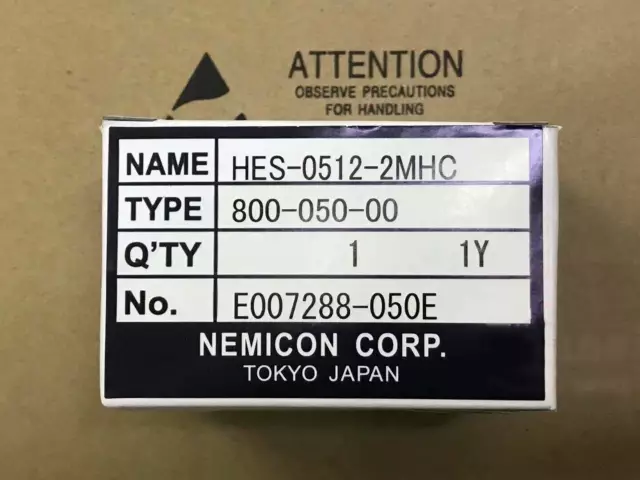 ATTENTION
OBSERVE PRECAUTIONS
FOR HANDLING
NAME HES-0512-2MHC
TYPE 800-050-00
Q'TY 1 1Y
No. E007288-050E
NEMICON CORP.
TOKYO JAPAN